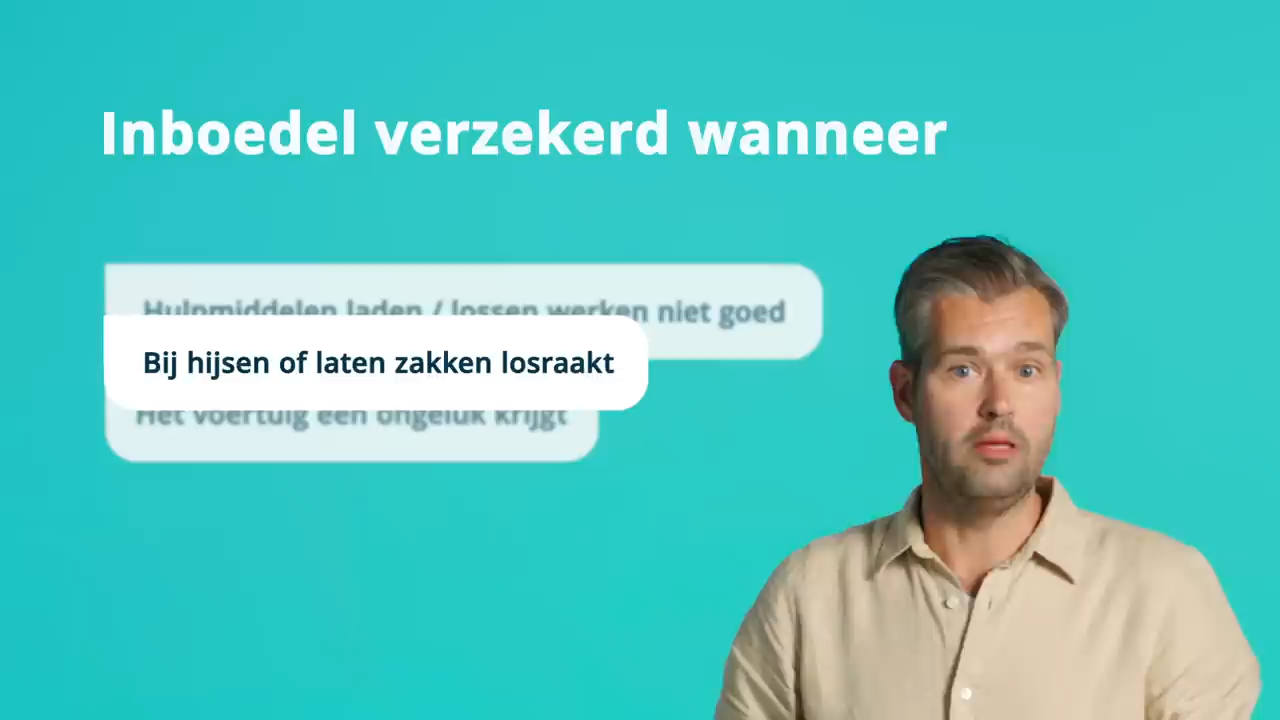 Inboedel verzekerd wanneer
Hulpmiddelen laden / lossen werken niet goed
Bij hijsen of laten zakken losraakt
Het voertuig een ongeluk krijgt